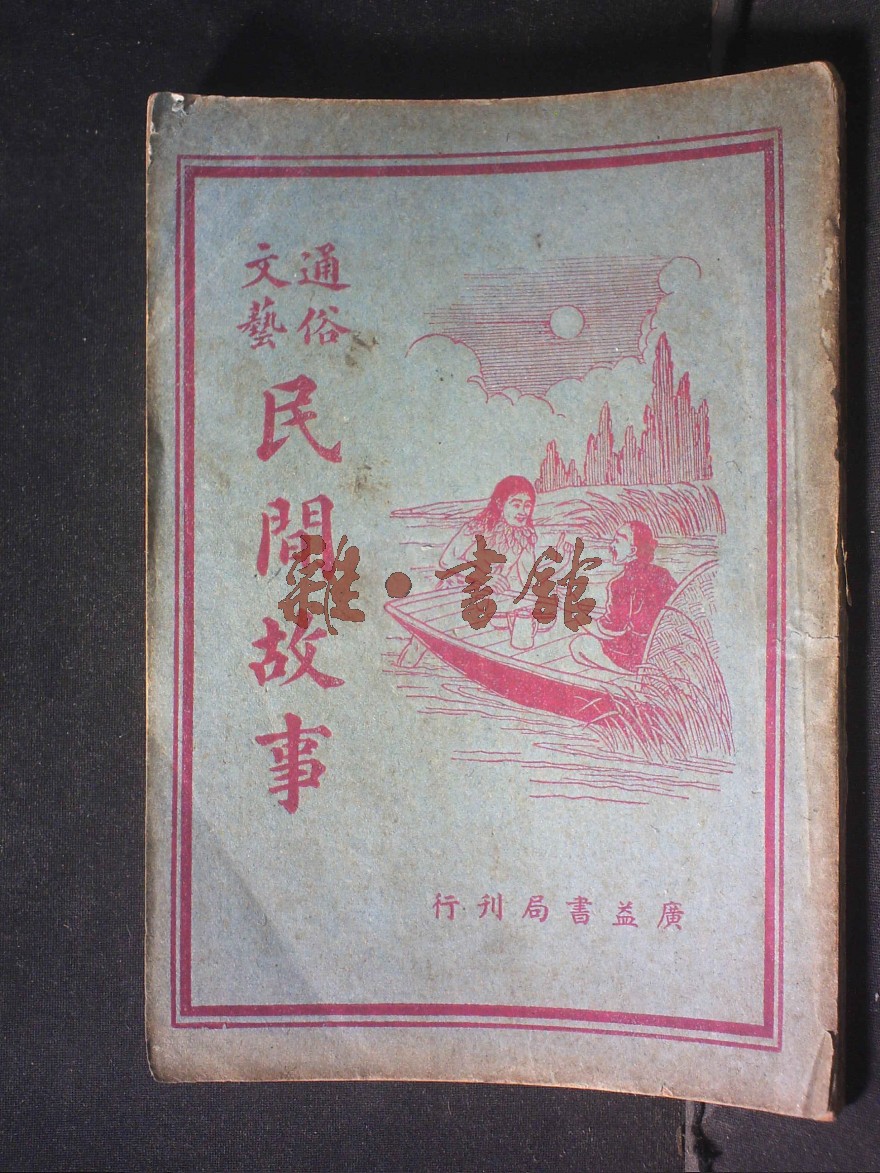 通俗
文藝
民間故事
廣益書局刊行
雜·書館